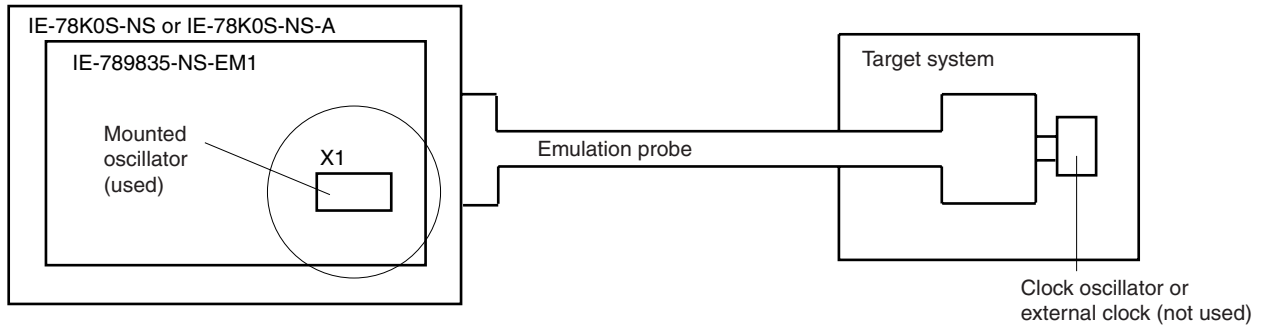 IE-78K0S-NS or IE-78K0S-NS-A
IE-789835-NS-EM1
Mounted
oscillator
(used)
X1
Emulation probe
Target system
Clock oscillator or
external clock (not used)